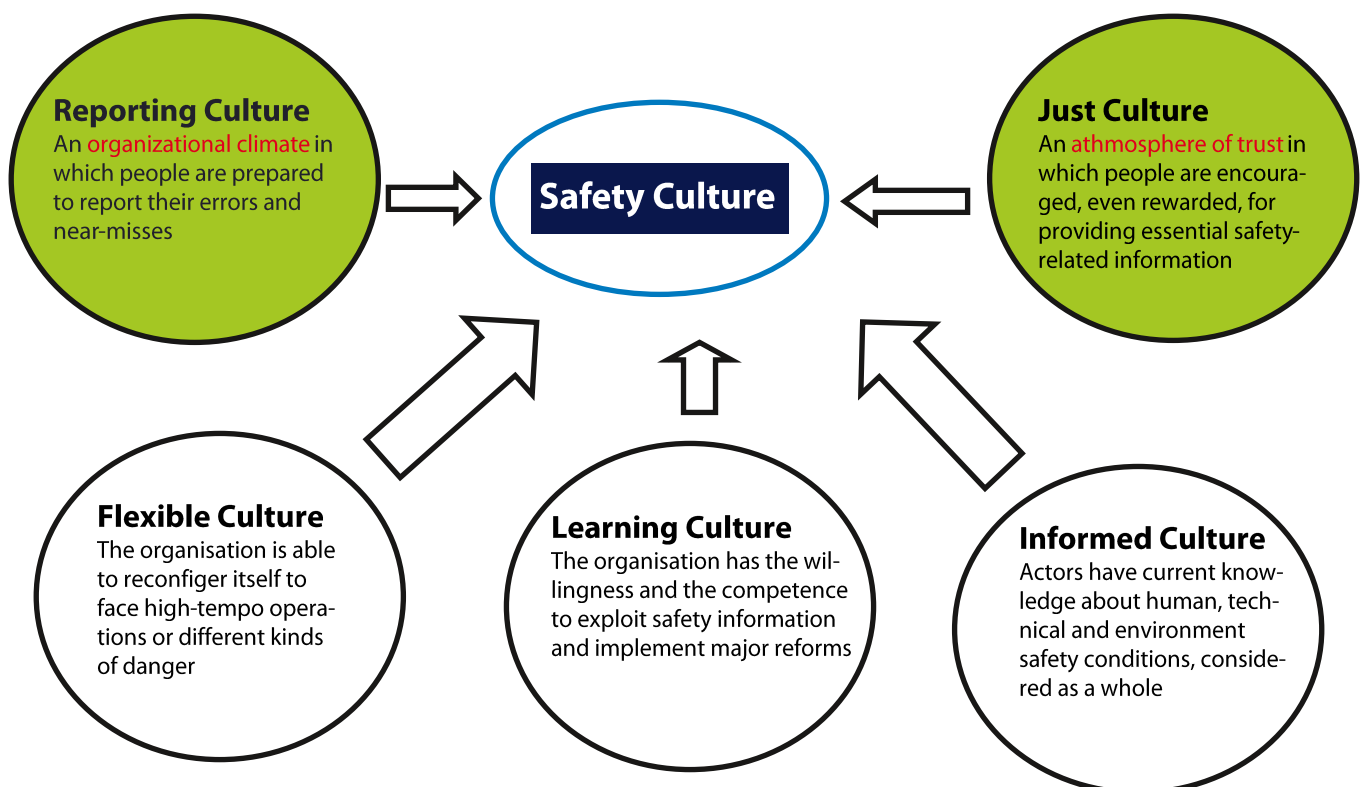 Reporting Culture
An organizational climate in
which people are prepared
to report their errors and
near-misses
Safety Culture
Just Culture
An athmosphere of trust in
which people are encoura-
ged, even rewarded, for
providing essential safety-
related information
Flexible Culture
The organisation is able
to reconfiger itself to
face high-tempo opera-
tions or different kinds
of danger
Learning Culture
The organisation has the wil-
lingness and the competence
to exploit safety information
and implement major reforms
Informed Culture
Actors have current know-
ledge about human, tech-
nical and environment
safety conditions, conside-
red as a whole